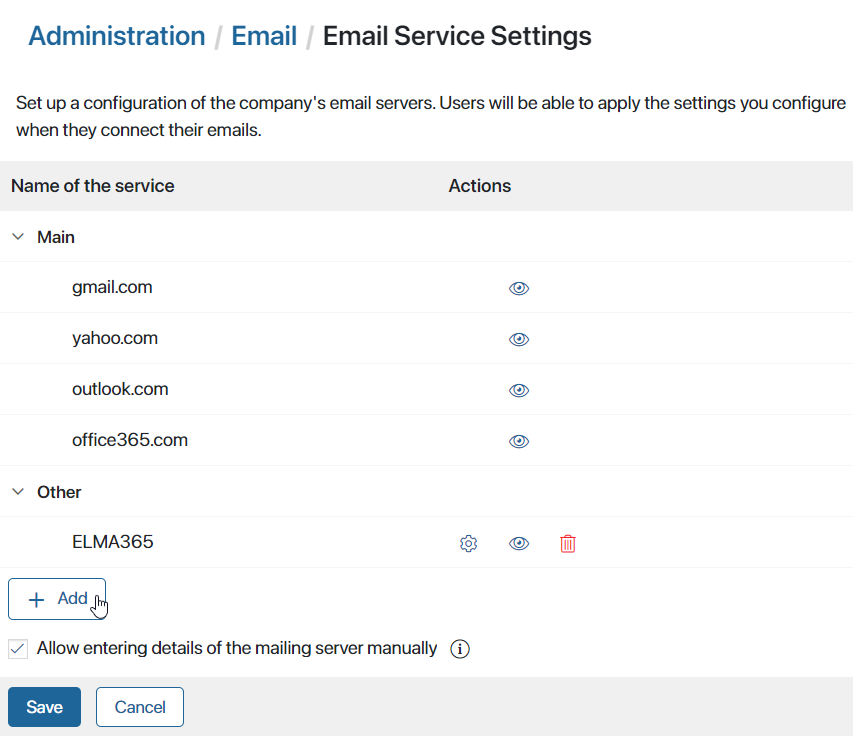 Administration / Email / Email Service Settings
Set up a configuration of the company's email servers. Users will be able to apply the settings you configure
when they connect their emails.
Name of the service Actions
Main
gmail.com
yahoo.com
outlook.com
office365.com
Other
ELMA365
+ Add
Allow entering details of the mailing server manually
Save Cancel